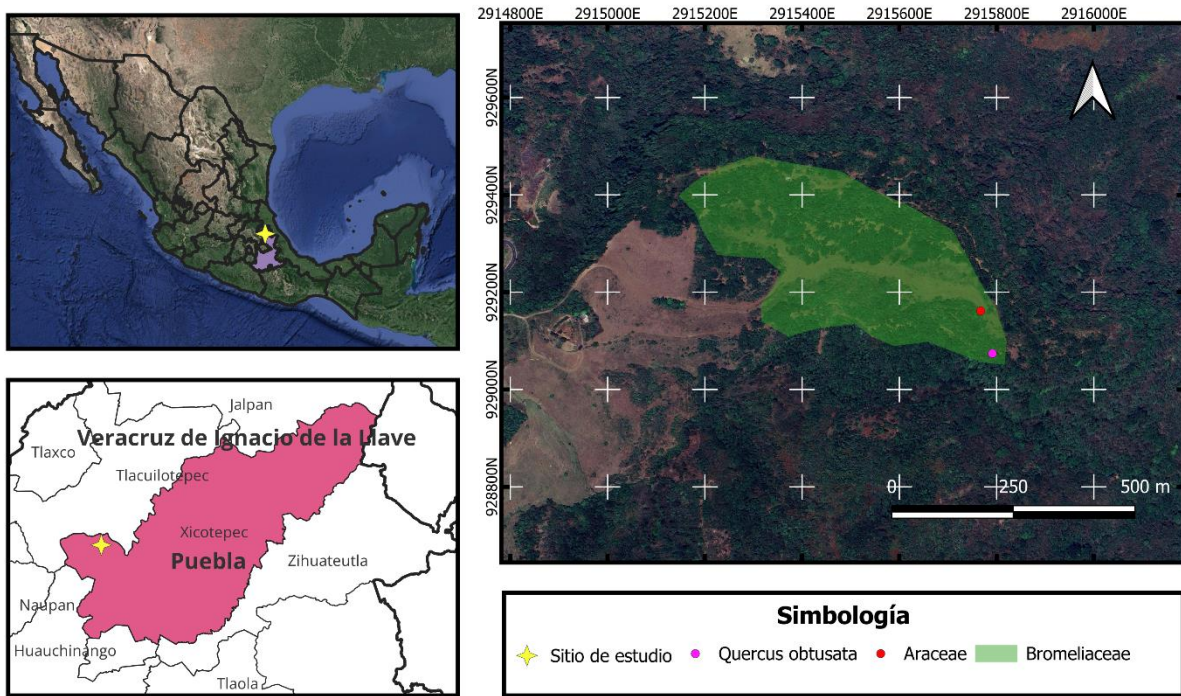 2914800E 2915000E 2915200E 2915400E 2915600E 2915800E 2916000E
929600N
929400N
929200N
929000N
928800N
0 250 500 m
Jalpan
Veracruz de Ignacio de la Llave
Tlaxco
Tlacuilotepec
Xicotepec
Puebla
Zihuateutla
Naupan
Huauchinango
Tlaola
Simbología
Sitio de estudio Quercus obtusata Araceae Bromeliaceae